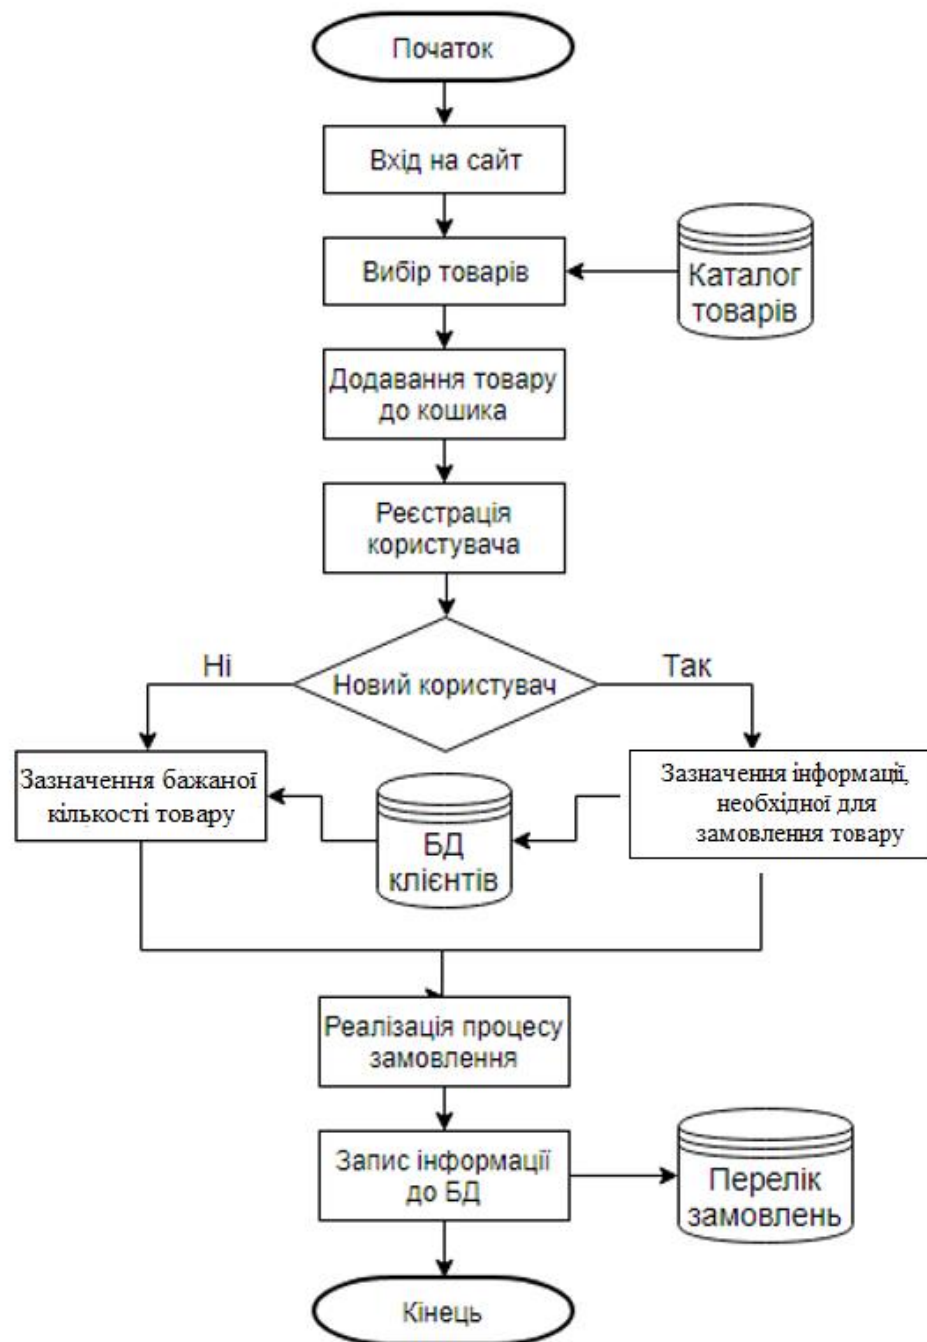 Початок
Вхід на сайт
Вибір товарів
Каталог
товарів
Додавання товару
до кошика
Реєстрація
користувача
Ні
Новий користувач
Так
Зазначення бажаної
кількості товару
БД
клієнтів
Зазначення інформації,
необхідної для
замовлення товару
Реалізація процесу
замовлення
Запис інформації
до БД
Перелік
замовлень
Кінець